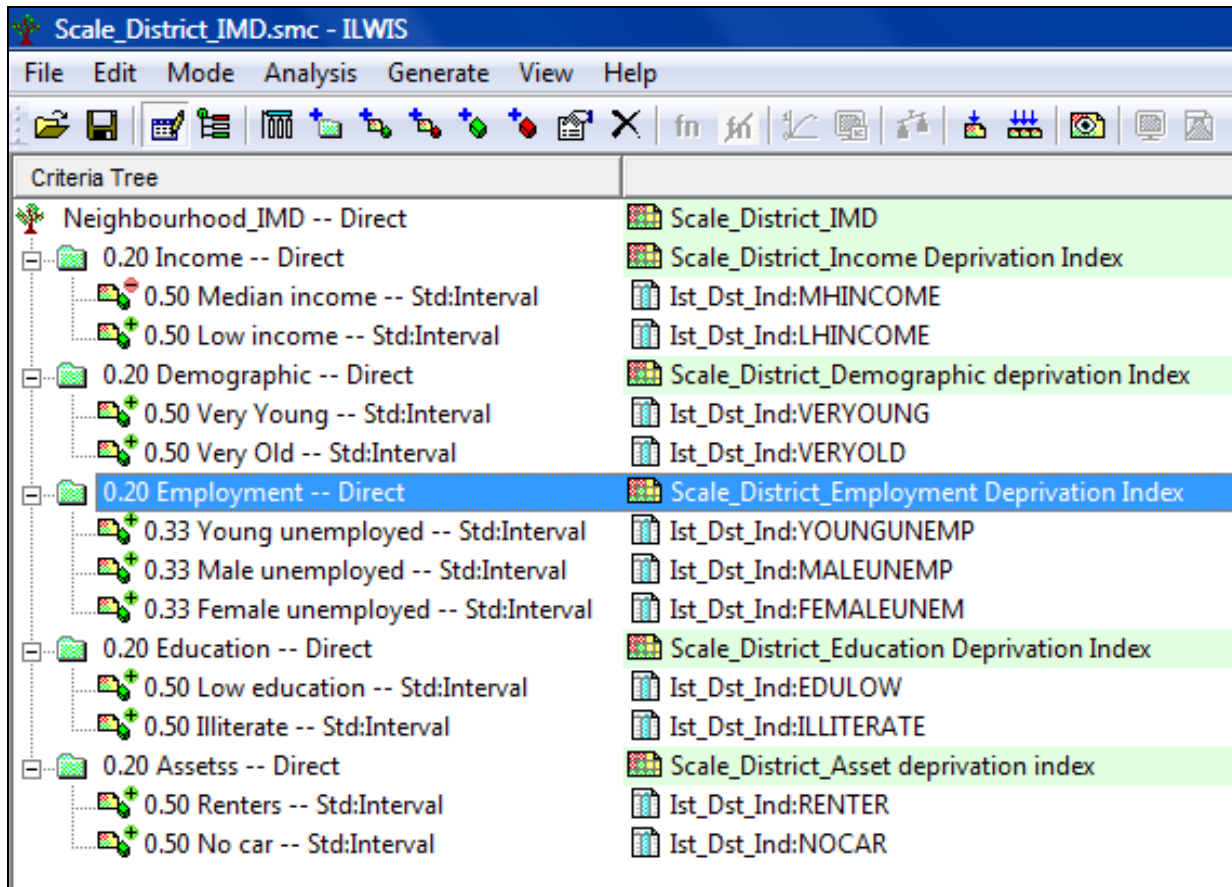 Scale_District_IMD.smc - ILWIS
File Edit Mode Analysis Generate View Help
fn fn
Criteria Tree
Neighbourhood_IMD -- Direct Scale_District_IMD
0.20 Income -- Direct Scale_District_Income Deprivation Index
0.50 Median income -- Std:Interval Ist_Dst_Ind:MHINCOME
0.50 Low income -- Std:Interval Ist_Dst_Ind:LHINCOME
0.20 Demographic -- Direct Scale_District_Demographic deprivation Index
0.50 Very Young -- Std:Interval Ist_Dst_Ind:VERYOUNG
0.50 Very Old -- Std:Interval Ist_Dst_Ind:VERYOLD
0.20 Employment -- Direct Scale_District_Employment Deprivation Index
0.33 Young unemployed -- Std:Interval Ist_Dst_Ind:YOUNGUNEMP
0.33 Male unemployed -- Std:Interval Ist_Dst_Ind:MALEUNEMP
0.33 Female unemployed -- Std:Interval Ist_Dst_Ind:FEMALEUNEM
0.20 Education -- Direct Scale_District_Education Deprivation Index
0.50 Low education -- Std:Interval Ist_Dst_Ind:EDULOW
0.50 Illiterate -- Std:Interval Ist_Dst_Ind:ILLITERATE
0.20 Assetss -- Direct Scale_District_Asset deprivation index
0.50 Renters -- Std:Interval Ist_Dst_Ind:RENTER
0.50 No car -- Std:Interval Ist_Dst_Ind:NOCAR